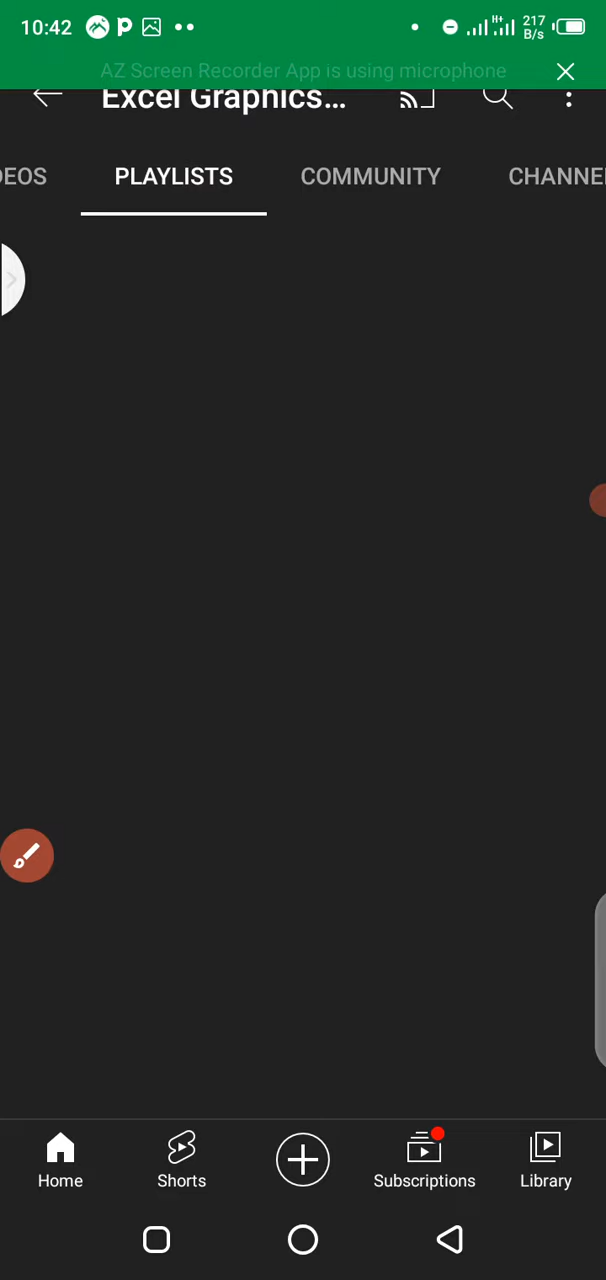 10:42
H+
217
B/s
AZ Screen Recorder App is using microphone
Excel Graphics...
DEOS
PLAYLISTS
COMMUNITY
CHANNE
Home
Shorts
Subscriptions
Library